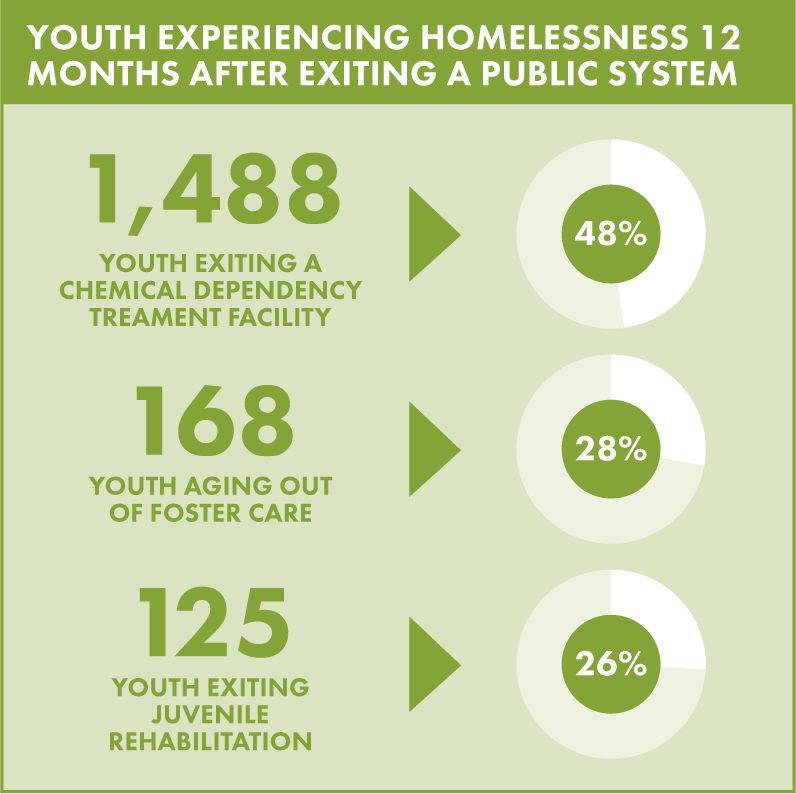 YOUTH EXPERIENCING HOMELESSNESS 12
MONTHS AFTER EXITING A PUBLIC SYSTEM
1,488
YOUTH EXITING A
CHEMICAL DEPENDENCY
TREAMENT FACILITY
48%
168
YOUTH AGING OUT
OF FOSTER CARE
28%
125
YOUTH EXITING
JUVENILE
REHABILITATION
26%